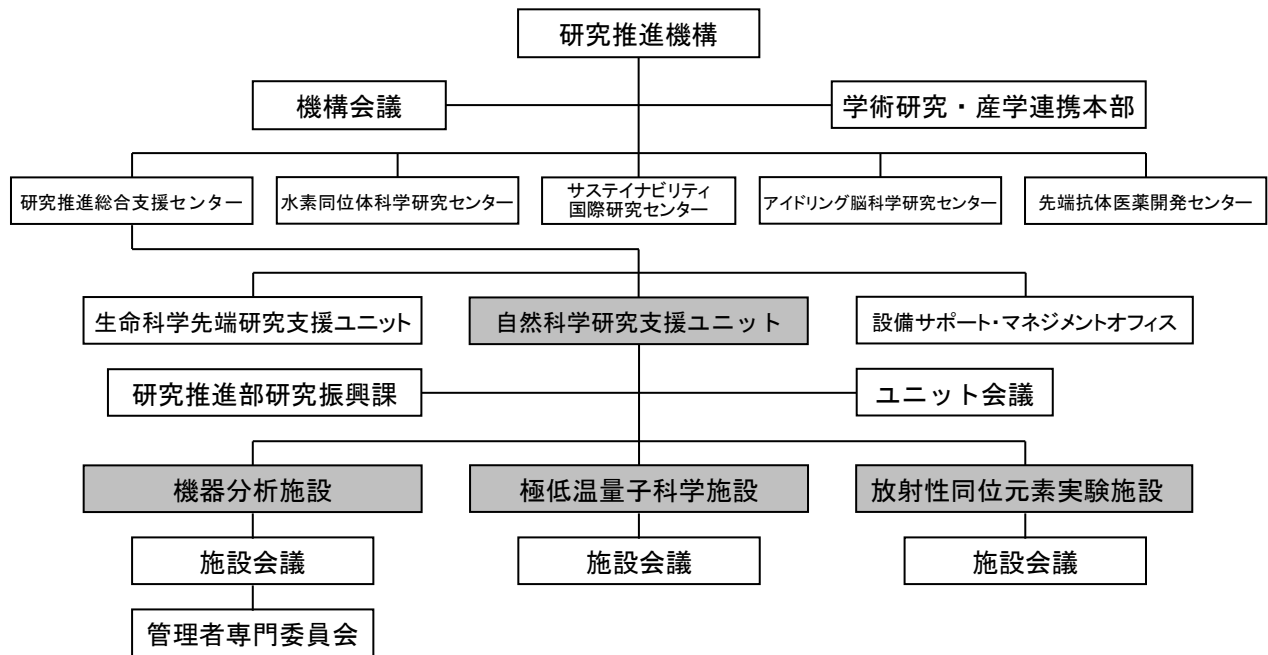 研究推進機構
機構会議
学術研究・産学連携本部
研究推進総合支援センター
水素同位体科学研究センター
サステイナビリティ
国際研究センター
アイドリング脳科学研究センター
先端抗体医薬開発センター
生命科学先端研究支援ユニット
自然科学研究支援ユニット
設備サポート・マネジメントオフィス
研究推進部研究振興課
ユニット会議
機器分析施設
極低温量子科学施設
放射性同位元素実験施設
施設会議
施設会議
施設会議
管理者専門委員会